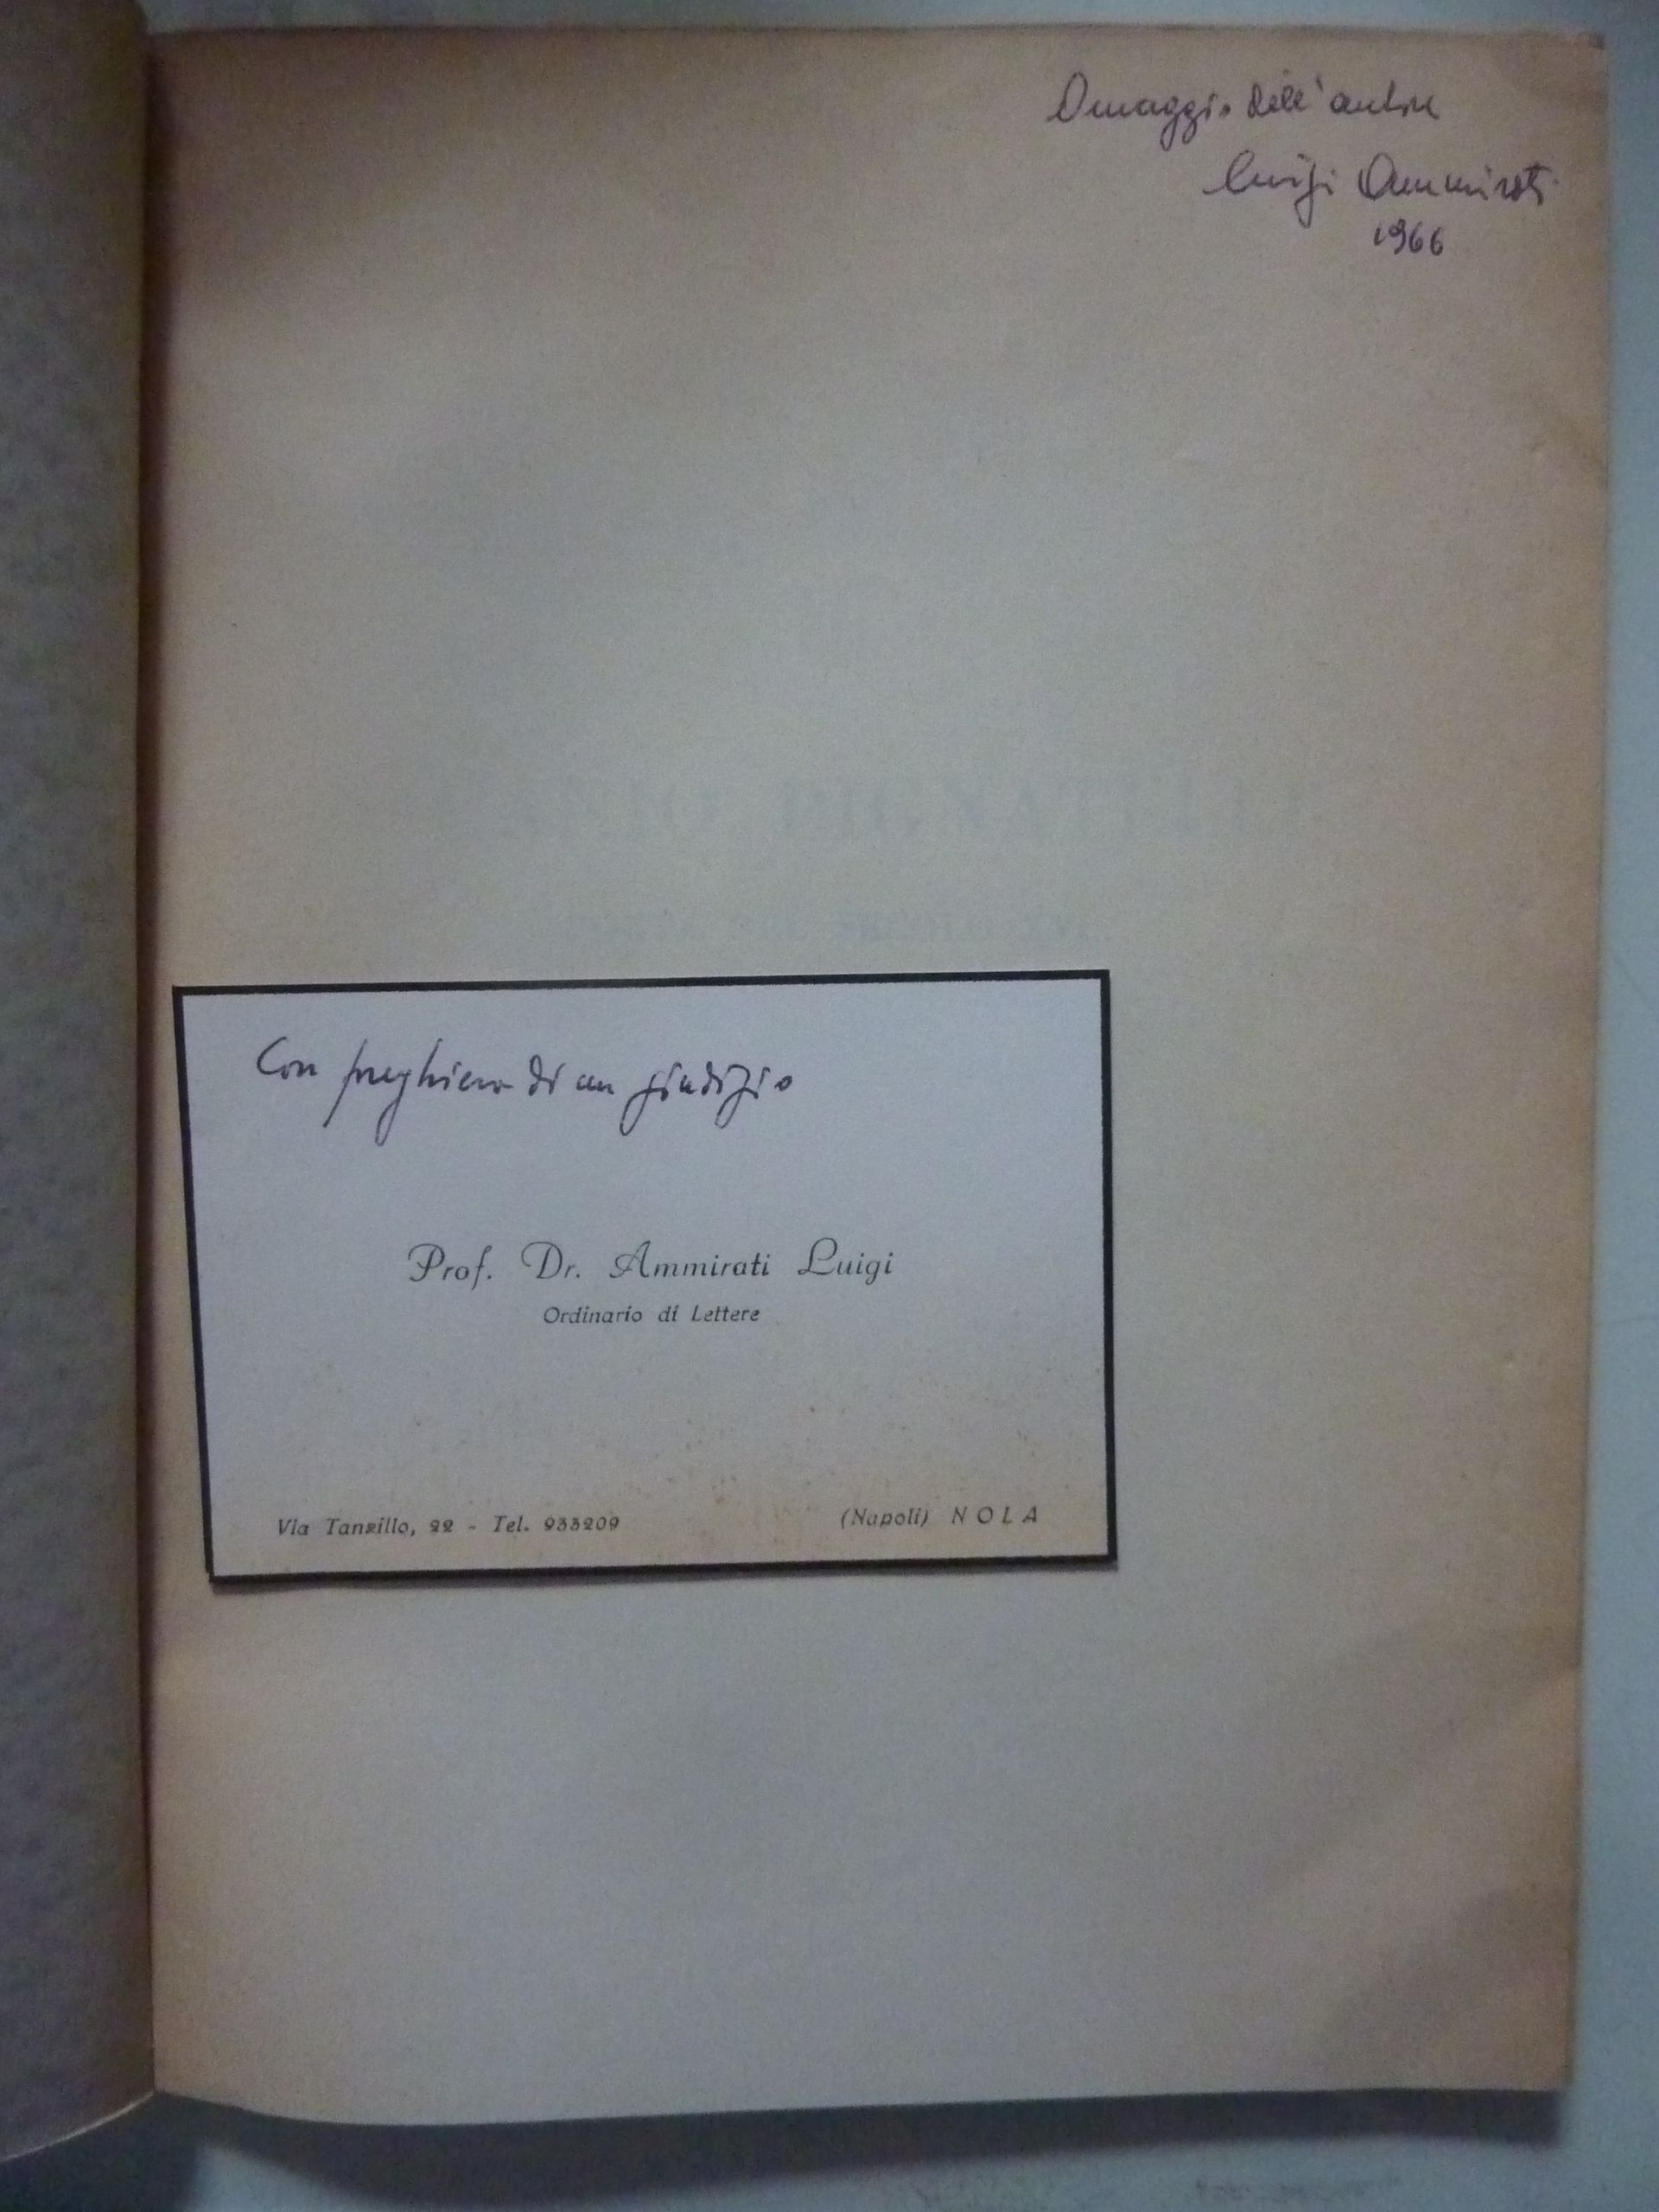 Omaggio dell'autore
Luigi Ammirati
1966
PIGNATELLI
Con preghiera di un giudizio
Prof. Dr. Ammirati Luigi
Ordinario di Lettere
Via Tansillo, 22 - Tel. 933209
(Napoli) NOLA